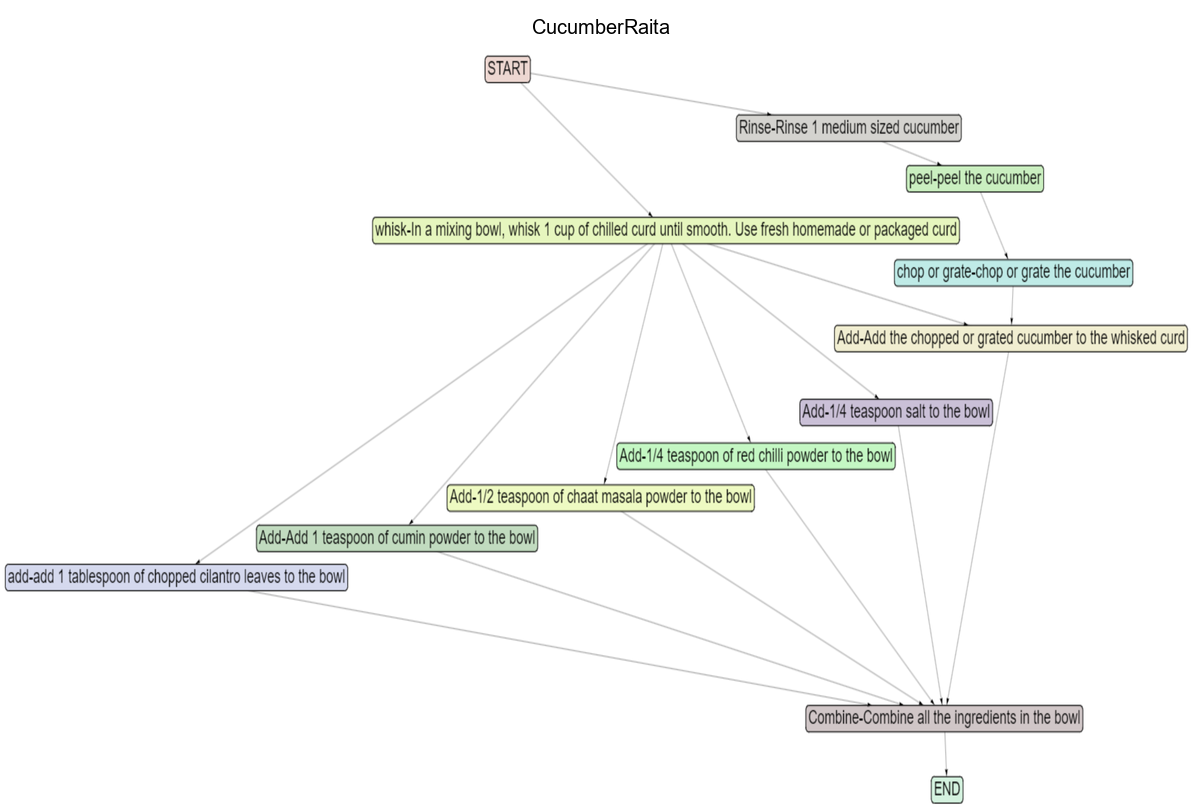 CucumberRaita
START
Rinse-Rinse 1 medium sized cucumber
peel-peel the cucumber
whisk-In a mixing bowl, whisk 1 cup of chilled curd until smooth. Use fresh homemade or packaged curd
chop or grate-chop or grate the cucumber
Add-Add the chopped or grated cucumber to the whisked curd
Add-1/4 teaspoon salt to the bowl
Add-1/4 teaspoon of red chilli powder to the bowl
Add-1/2 teaspoon of chaat masala powder to the bowl
Add-Add 1 teaspoon of cumin powder to the bowl
add-add 1 tablespoon of chopped cilantro leaves to the bowl
Combine-Combine all the ingredients in the bowl
END